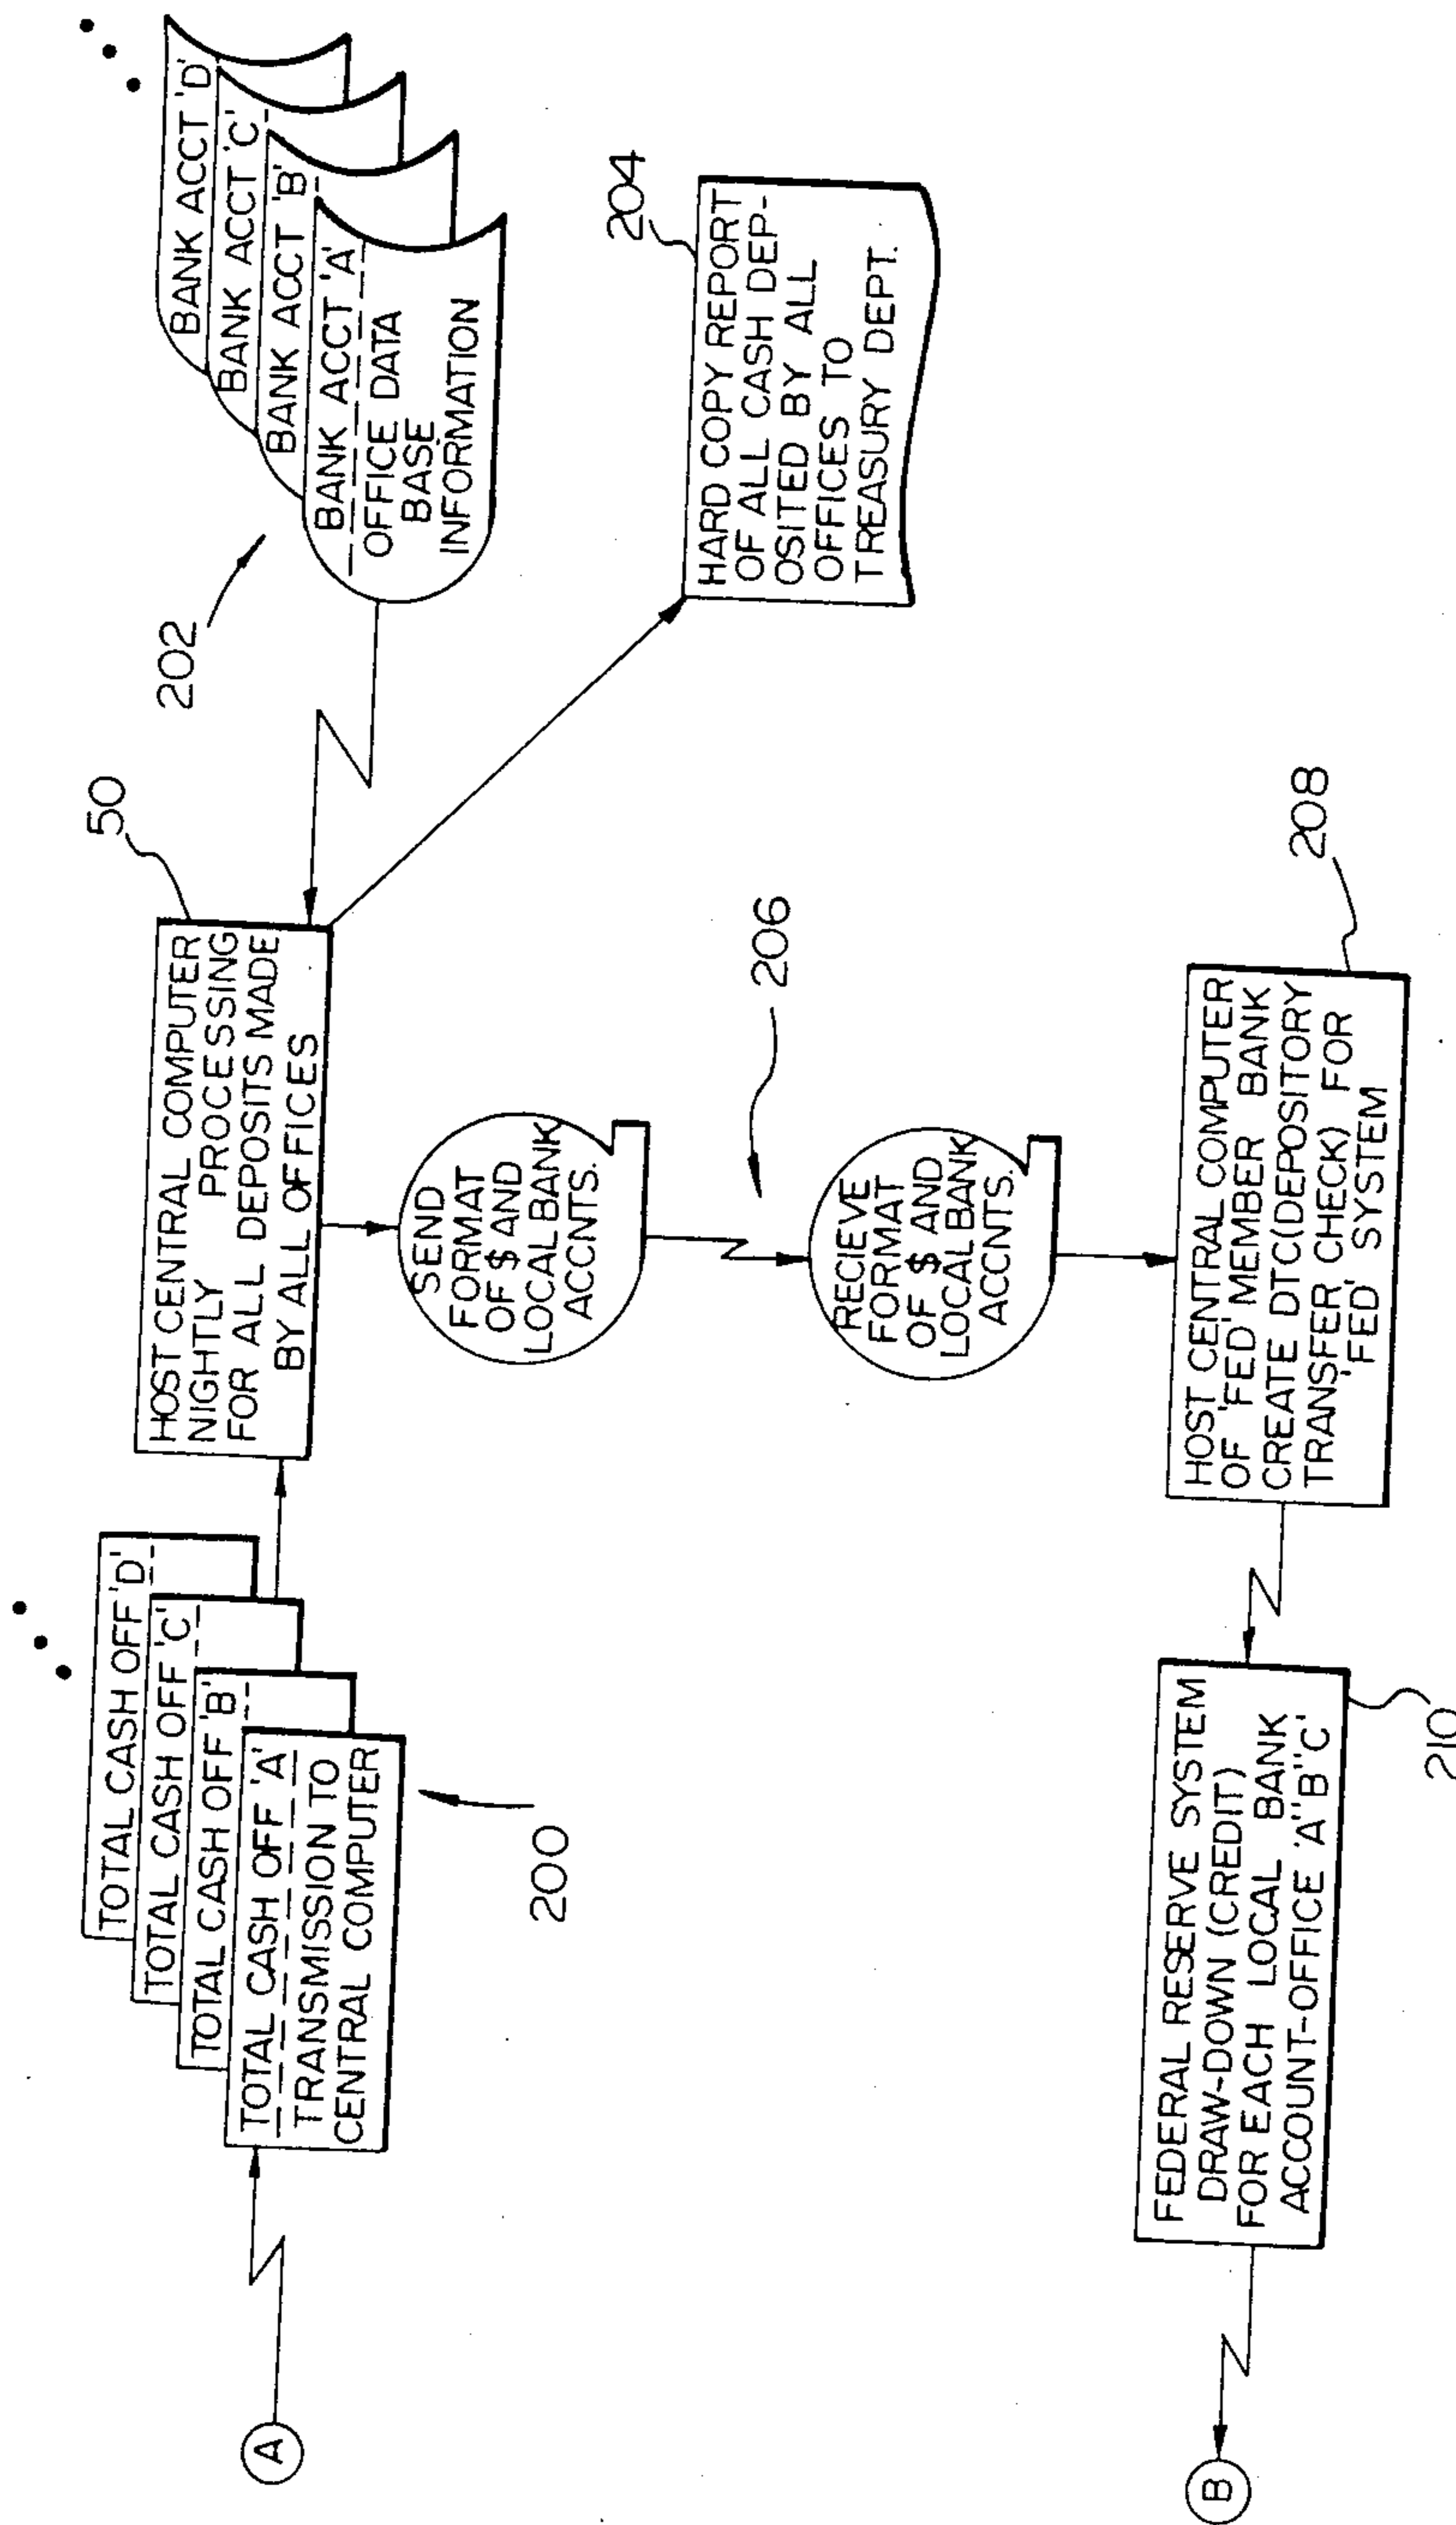 TOTAL CASH OFF 'D'
TOTAL CASH OFF 'C'
TOTAL CASH OFF 'B'
TOTAL CASH OFF 'A'
TRANSMISSION TO
CENTRAL COMPUTER
200
A
HOST CENTRAL COMPUTER
NIGHTLY PROCESSING
FOR ALL DEPOSITS MADE
BY ALL OFFICES
50
BANK ACCT 'D'
BANK ACCT 'C'
BANK ACCT 'B'
BANK ACCT 'A'
OFFICE DATA
BASE
INFORMATION
202
SEND
FORMAT
OF $ AND
LOCAL BANK
ACCNTS.
206
RECIEVE
FORMAT
OF $ AND
LOCAL BANK
ACCNTS.
204
HARD COPY REPORT
OF ALL CASH DEP-
OSITED BY ALL
OFFICES TO
TREASURY DEPT.
FEDERAL RESERVE SYSTEM
DRAW-DOWN (CREDIT)
FOR EACH LOCAL BANK
ACCOUNT-OFFICE 'A''B''C'
210
B
HOST CENTRAL COMPUTER
OF 'FED' MEMBER BANK
CREATE DTC(DEPOSITORY
TRANSFER CHECK) FOR
'FED' SYSTEM
208